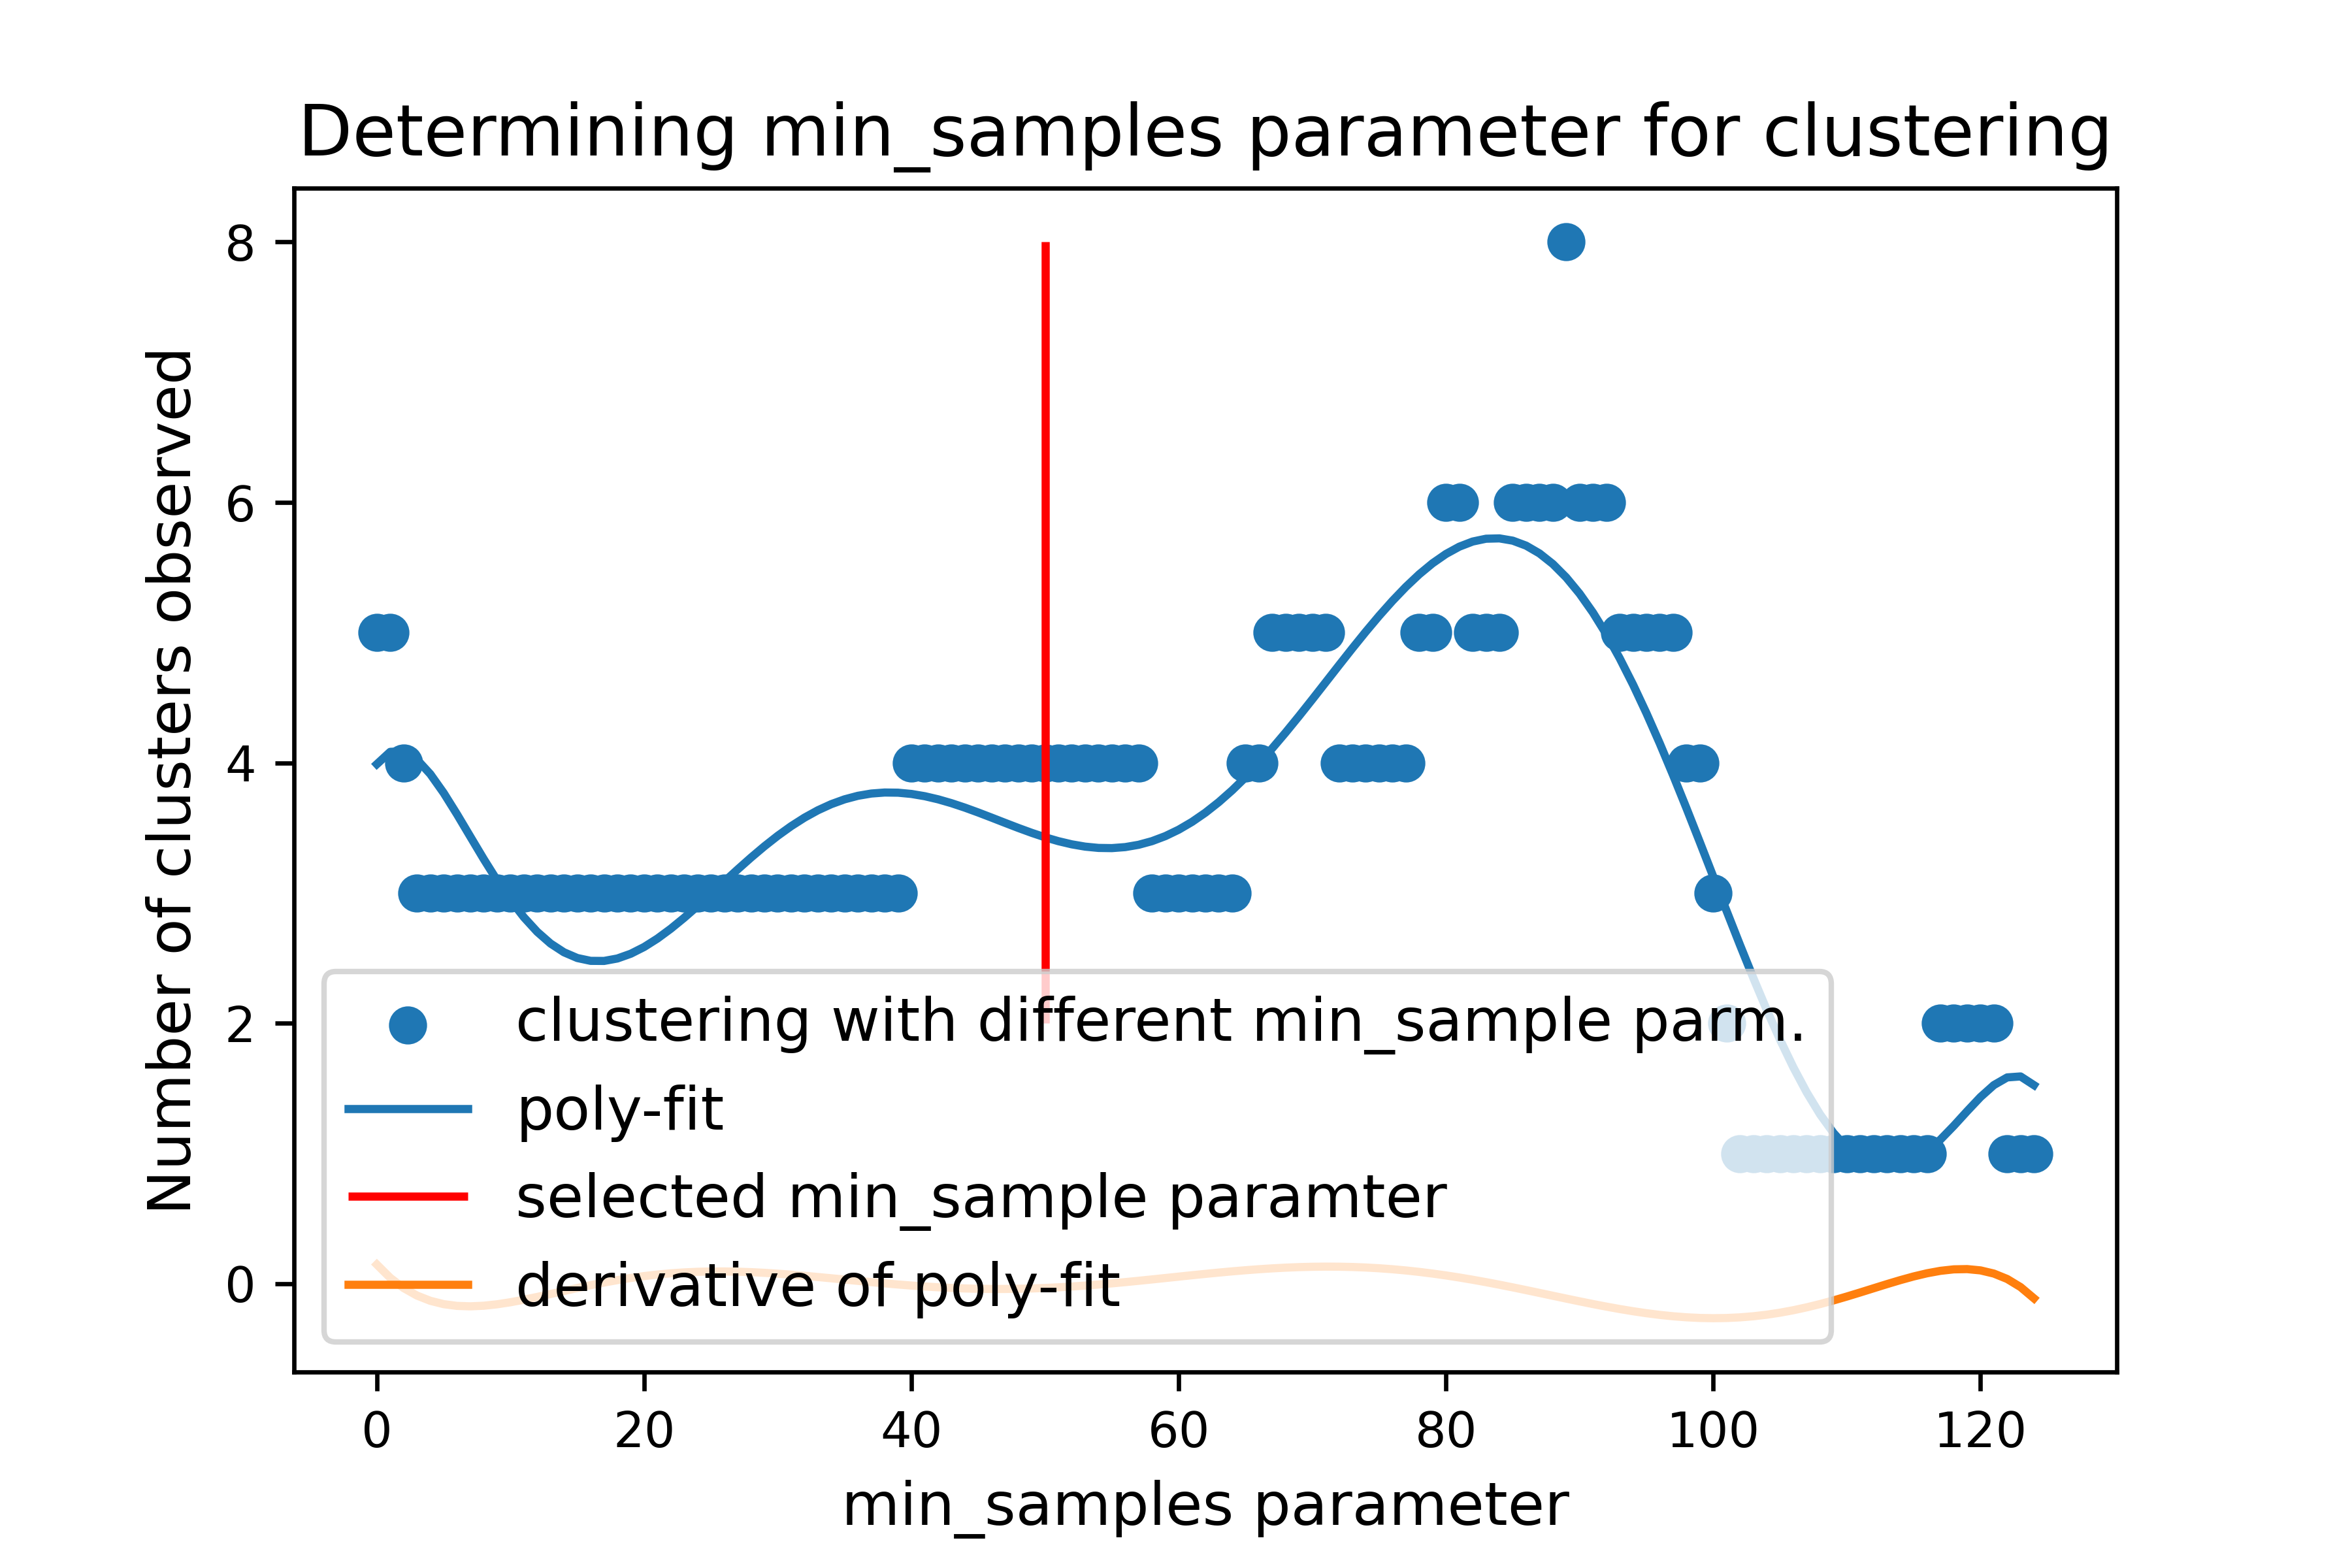 Determining min_samples parameter for clustering
Number of clusters observed
8
6
4
2
0
clustering with different min_sample parm.
poly-fit
selected min_sample paramter
derivative of poly-fit
0 20 40 60 80 100 120
min_samples parameter